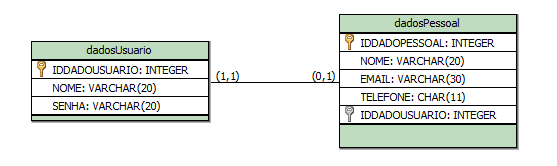 dadosUsuario
IDDADOUSUARIO: INTEGER
NOME: VARCHAR(20)
SENHA: VARCHAR(20)
(1,1)
(0,1)
dadosPessoal
IDDADOPESSOAL: INTEGER
NOME: VARCHAR(20)
EMAIL: VARCHAR(30)
TELEFONE: CHAR(11)
IDDADOUSUARIO: INTEGER